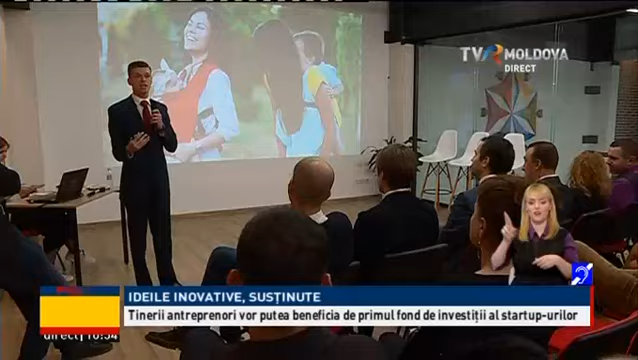 TVR MOLDOVA
DIRECT
IDEILE INOVATIVE, SUSȚINUTE
Tinerii antreprenori vor putea beneficia de primul fond de investiții al startup-urilor
direct 10:54